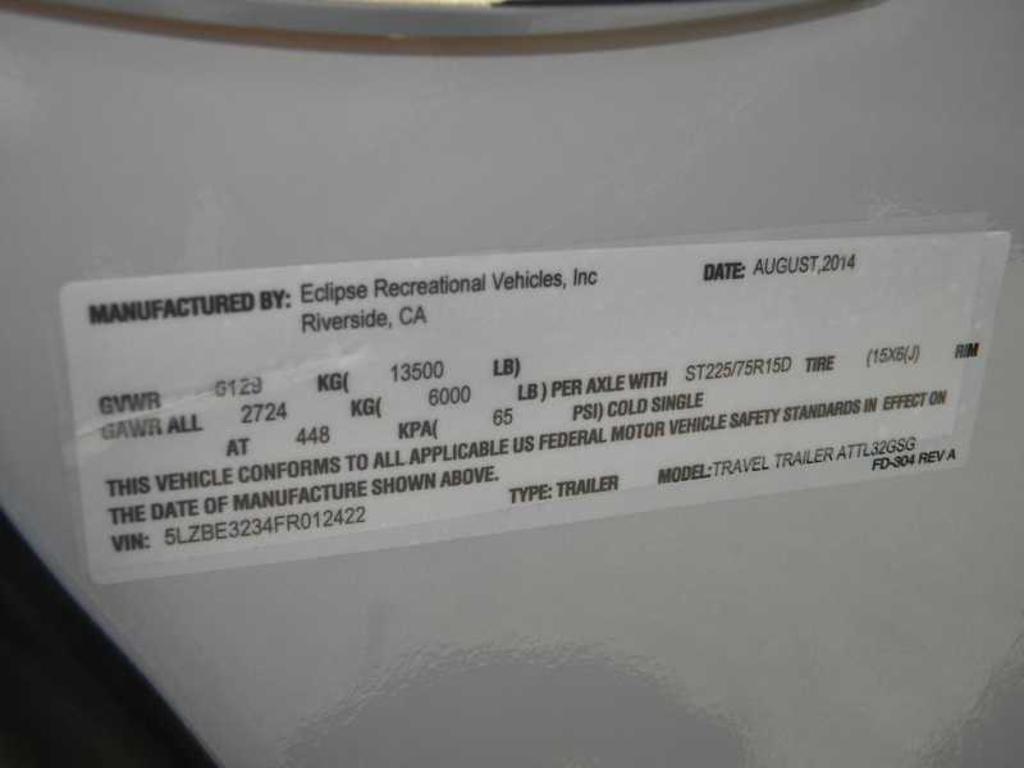 MANUFACTURED BY: Eclipse Recreational Vehicles, Inc DATE: AUGUST,2014
Riverside, CA
GVWR 6129 KG( 13500 LB)
GAWR ALL 2724 KG( 6000 LB) PER AXLE WITH ST225/75R15D TIRE (15X6(J) RIM
AT 448 KPA( 65 PSI) COLD SINGLE
THIS VEHICLE CONFORMS TO ALL APPLICABLE US FEDERAL MOTOR VEHICLE SAFETY STANDARDS IN EFFECT ON
THE DATE OF MANUFACTURE SHOWN ABOVE.
VIN: 5LZBE3234FR012422 TYPE: TRAILER MODEL:TRAVEL TRAILER ATTL32GSG
FD-304 REV A